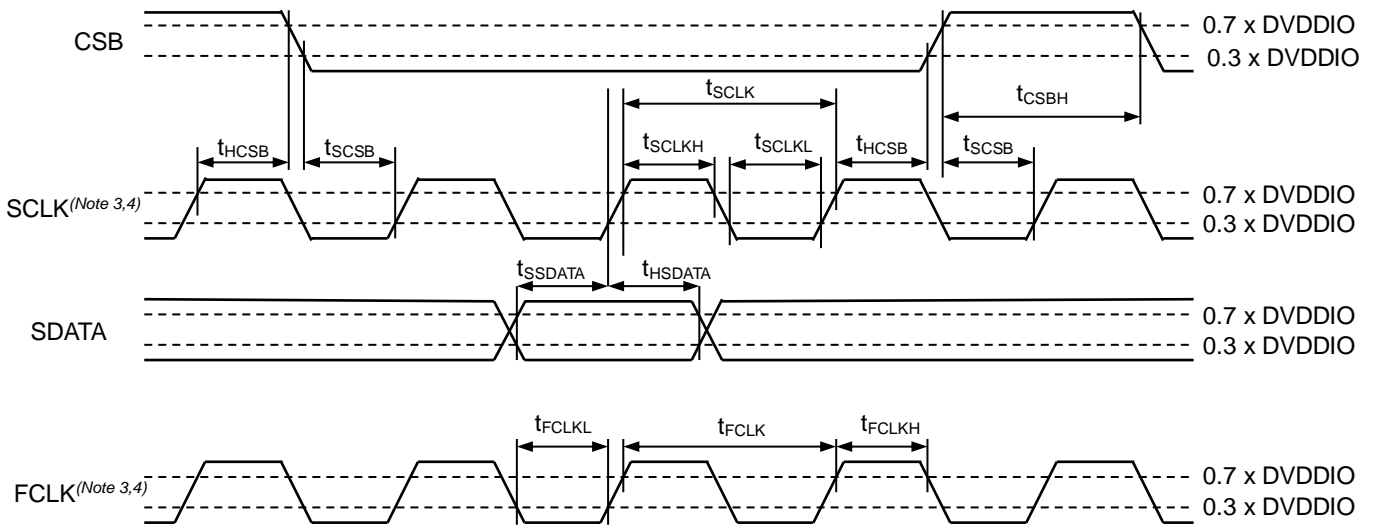 CSB
0.7 x DVDDIO
0.3 x DVDDIO
tSCLK
tCSBH
tHCSB
tSCSB
tSCLKH
tSCLKL
tHCSB
tSCSB
SCLK(Note 3,4)
0.7 x DVDDIO
0.3 x DVDDIO
tSSDATA
tHSDATA
SDATA
0.7 x DVDDIO
0.3 x DVDDIO
tFCLKL
tFCLK
tFCLKH
FCLK(Note 3,4)
0.7 x DVDDIO
0.3 x DVDDIO